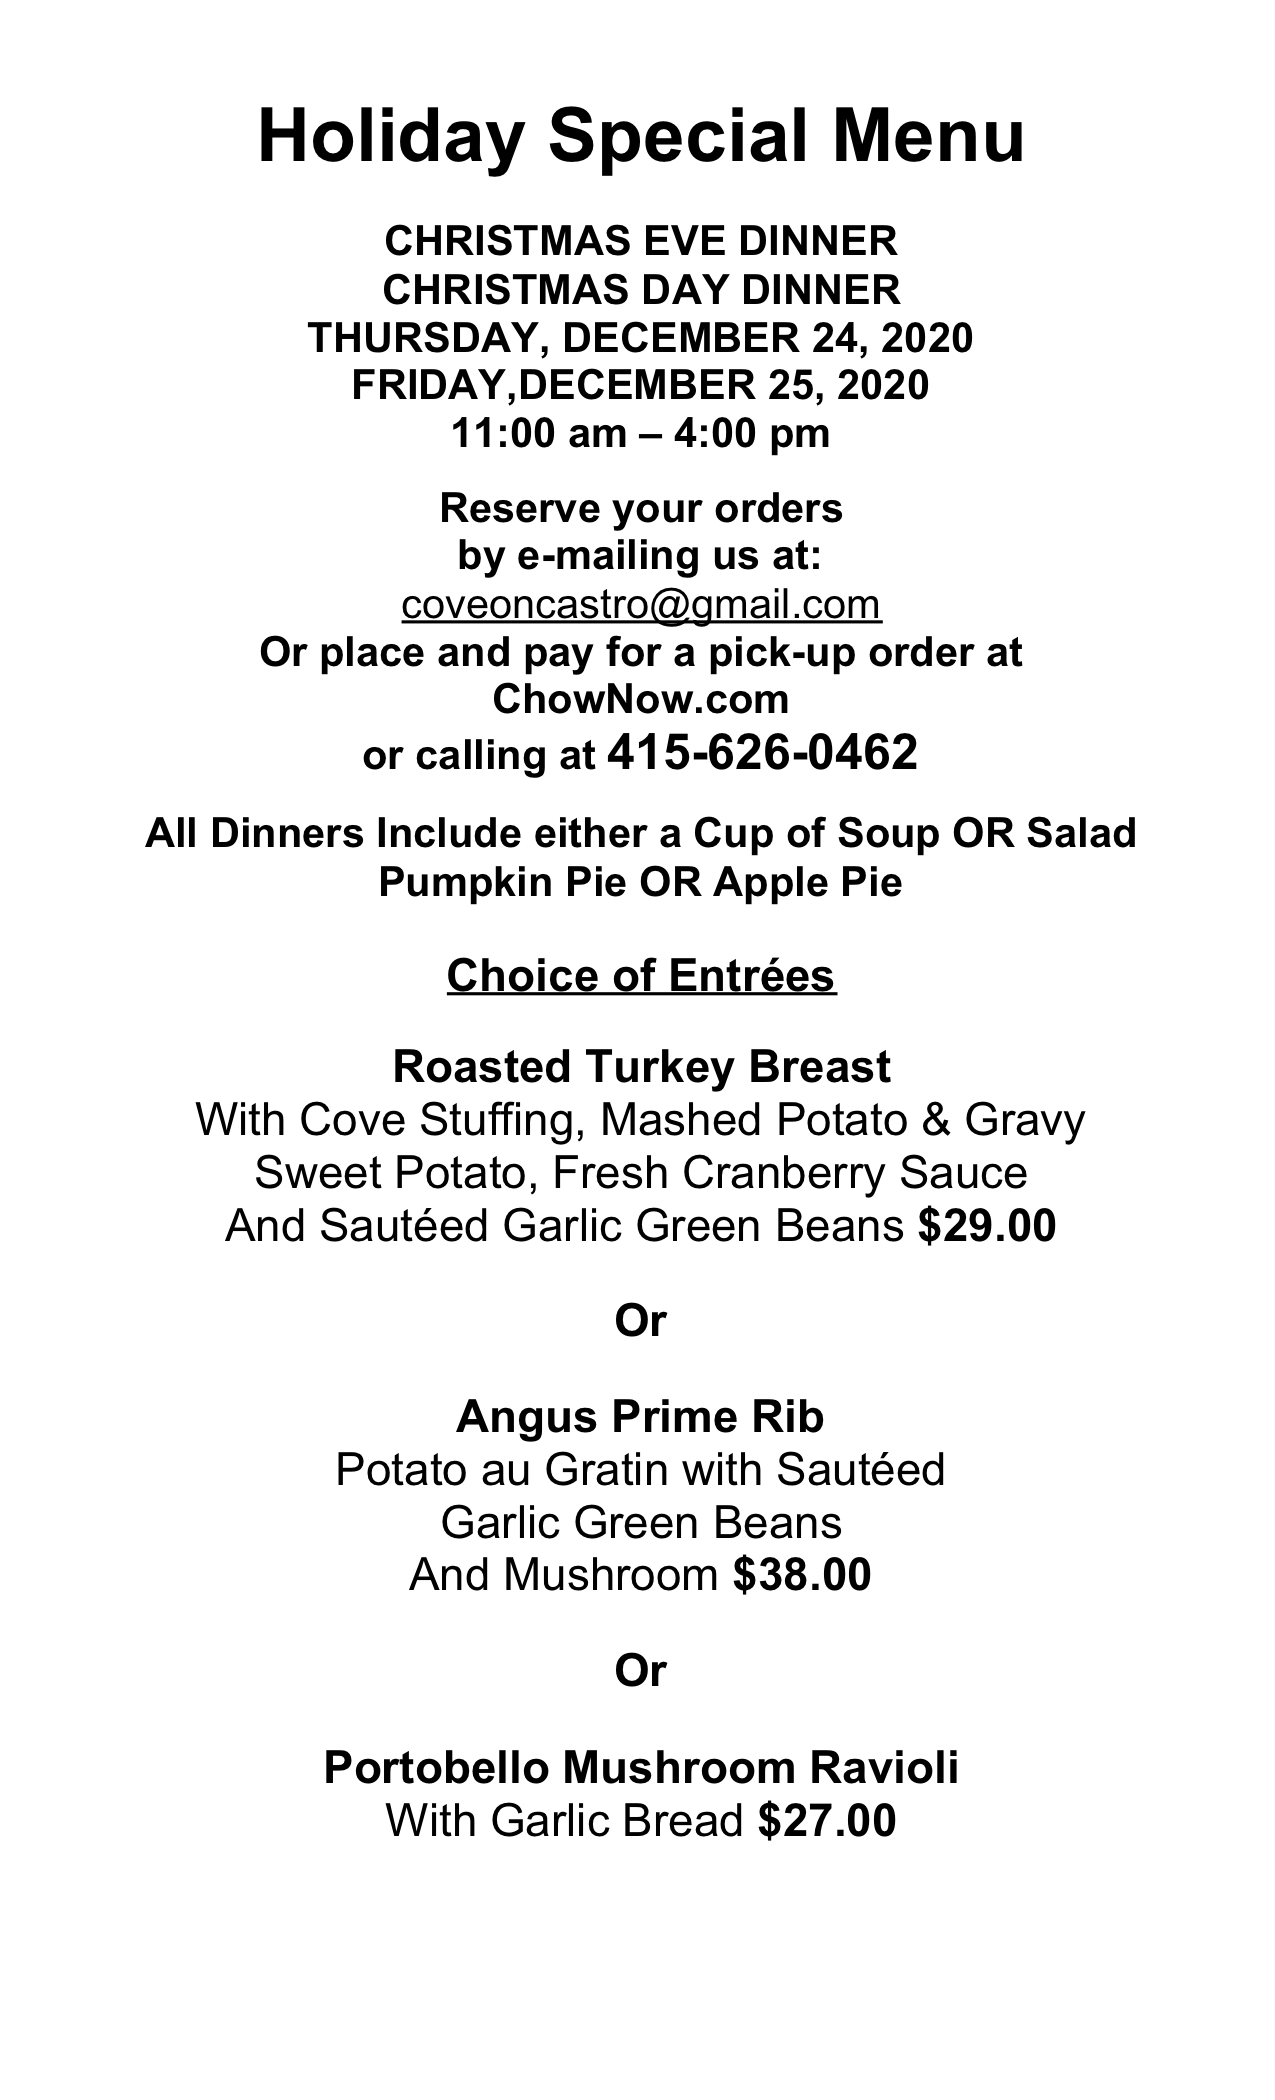 Holiday Special Menu
CHRISTMAS EVE DINNER
CHRISTMAS DAY DINNER
THURSDAY, DECEMBER 24, 2020
FRIDAY,DECEMBER 25, 2020
11:00 am – 4:00 pm
Reserve your orders
by e-mailing us at:
coveoncastro@gmail.com
Or place and pay for a pick-up order at
ChowNow.com
or calling at 415-626-0462
All Dinners Include either a Cup of Soup OR Salad
Pumpkin Pie OR Apple Pie
Choice of Entrées
Roasted Turkey Breast
With Cove Stuffing, Mashed Potato & Gravy
Sweet Potato, Fresh Cranberry Sauce
And Sautéed Garlic Green Beans $29.00
Or
Angus Prime Rib
Potato au Gratin with Sautéed
Garlic Green Beans
And Mushroom $38.00
Or
Portobello Mushroom Ravioli
With Garlic Bread $27.00